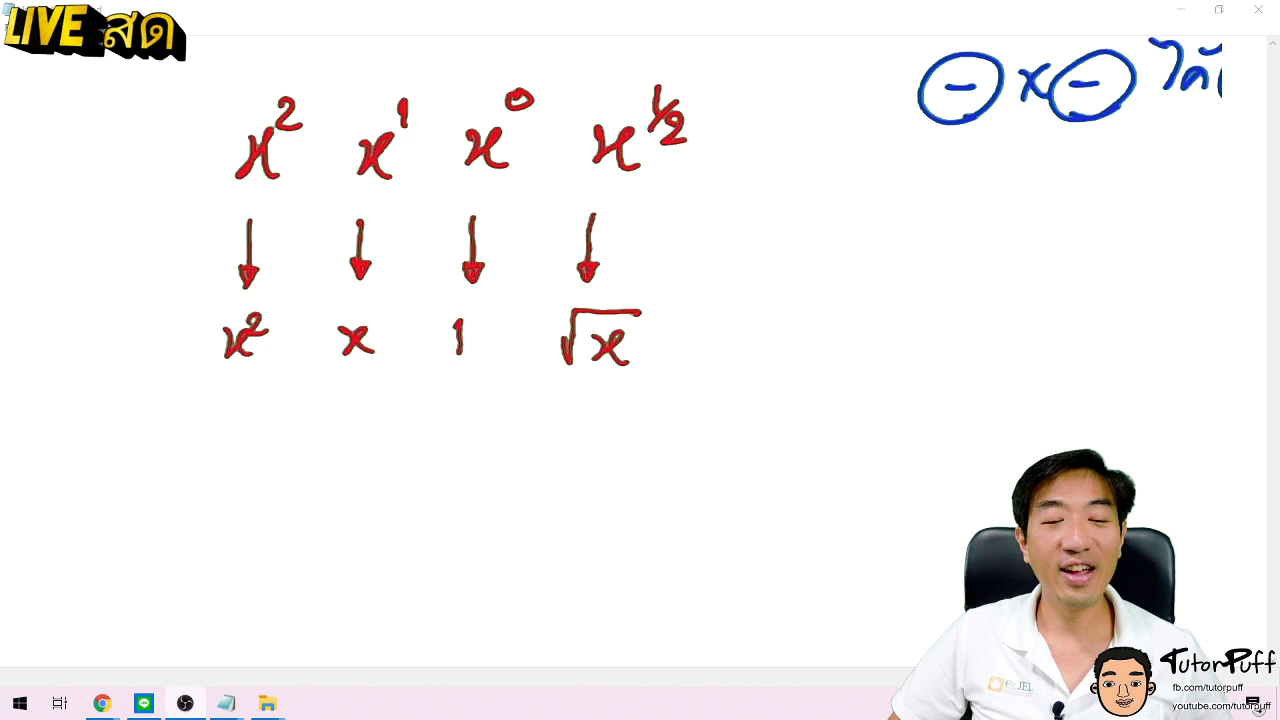 LIVE สด
⊖ x ⊖ ได้
x² x¹ x⁰ x^1/2
↓ ↓ ↓ ↓
x² x 1 √x
TutorPuff
fb.com/tutorpuff
youtube.com/tutorpuff